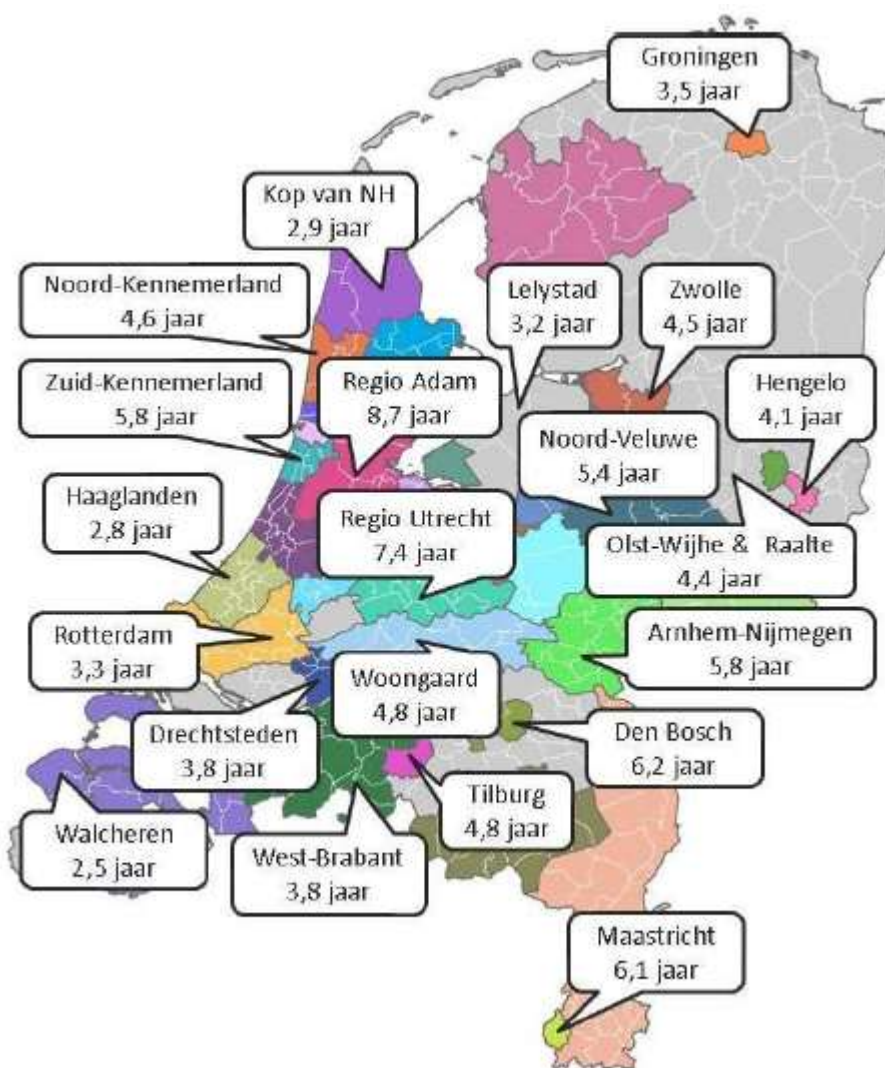 Groningen
3,5 jaar
Kop van NH
2,9 jaar
Noord-Kennemerland
4,6 jaar
Lelystad
3,2 jaar
Zwolle
4,5 jaar
Zuid-Kennemerland
5,8 jaar
Regio Adam
8,7 jaar
Hengelo
4,1 jaar
Noord-Veluwe
5,4 jaar
Haaglanden
2,8 jaar
Regio Utrecht
7,4 jaar
Olst-Wijhe & Raalte
4,4 jaar
Rotterdam
3,3 jaar
Arnhem-Nijmegen
5,8 jaar
Woongaard
4,8 jaar
Drechtsteden
3,8 jaar
Den Bosch
6,2 jaar
Tilburg
4,8 jaar
Walcheren
2,5 jaar
West-Brabant
3,8 jaar
Maastricht
6,1 jaar